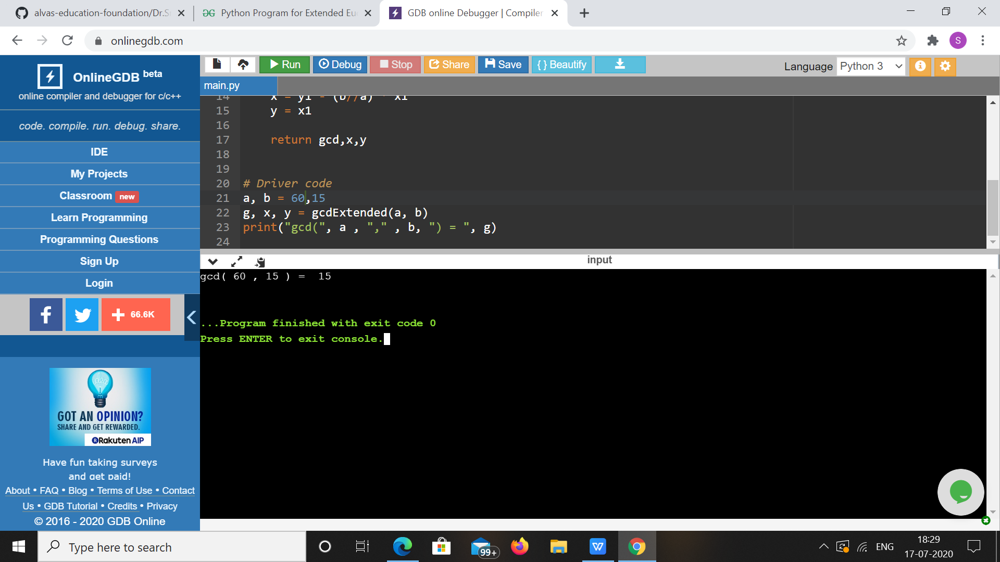 alvas-education-foundation/Dr.S
Python Program for Extended Eu
GDB online Debugger | Compiler
onlinegdb.com
S
OnlineGDB beta
online compiler and debugger for c/c++
code. compile. run. debug. share.
IDE
My Projects
Classroom new
Learn Programming
Programming Questions
Sign Up
Login
66.6K
idea
GOT AN OPINION?
SHARE AND GET REWARDED.
Rakuten AIP
Have fun taking surveys
and get paid!
About • FAQ • Blog • Terms of Use • Contact
Us • GDB Tutorial • Credits • Privacy
© 2016 - 2020 GDB Online
Run Debug Stop Share Save { } Beautify
Language Python 3
main.py
14 x = y1 - (b//a) * x1
15 y = x1
16
17 return gcd,x,y
18
19
20 # Driver code
21 a, b = 60,15
22 g, x, y = gcdExtended(a, b)
23 print("gcd(", a , "," , b, ") = ", g)
24
input
gcd( 60 , 15 ) =  15
...Program finished with exit code 0
Press ENTER to exit console.
Type here to search
99+
ENG
18:29
17-07-2020